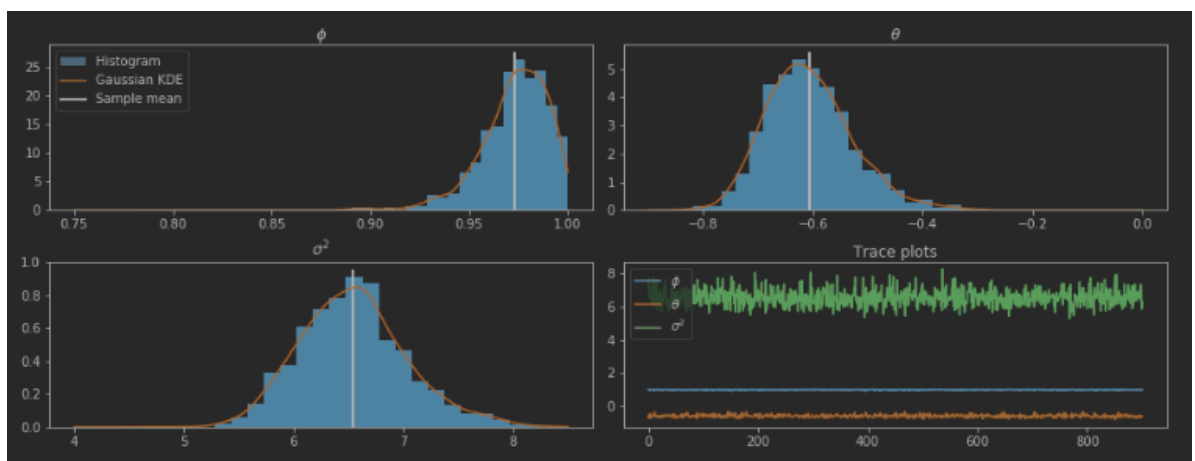 ϕ
Histogram
Gaussian KDE
Sample mean
25
20
15
10
5
0
0.75 0.80 0.85 0.90 0.95 1.00
θ
5
4
3
2
1
0
−0.8 −0.6 −0.4 −0.2 0.0
σ²
1.0
0.8
0.6
0.4
0.2
0.0
4 5 6 7 8
Trace plots
ϕ
θ
σ²
8
6
4
2
0
0 200 400 600 800